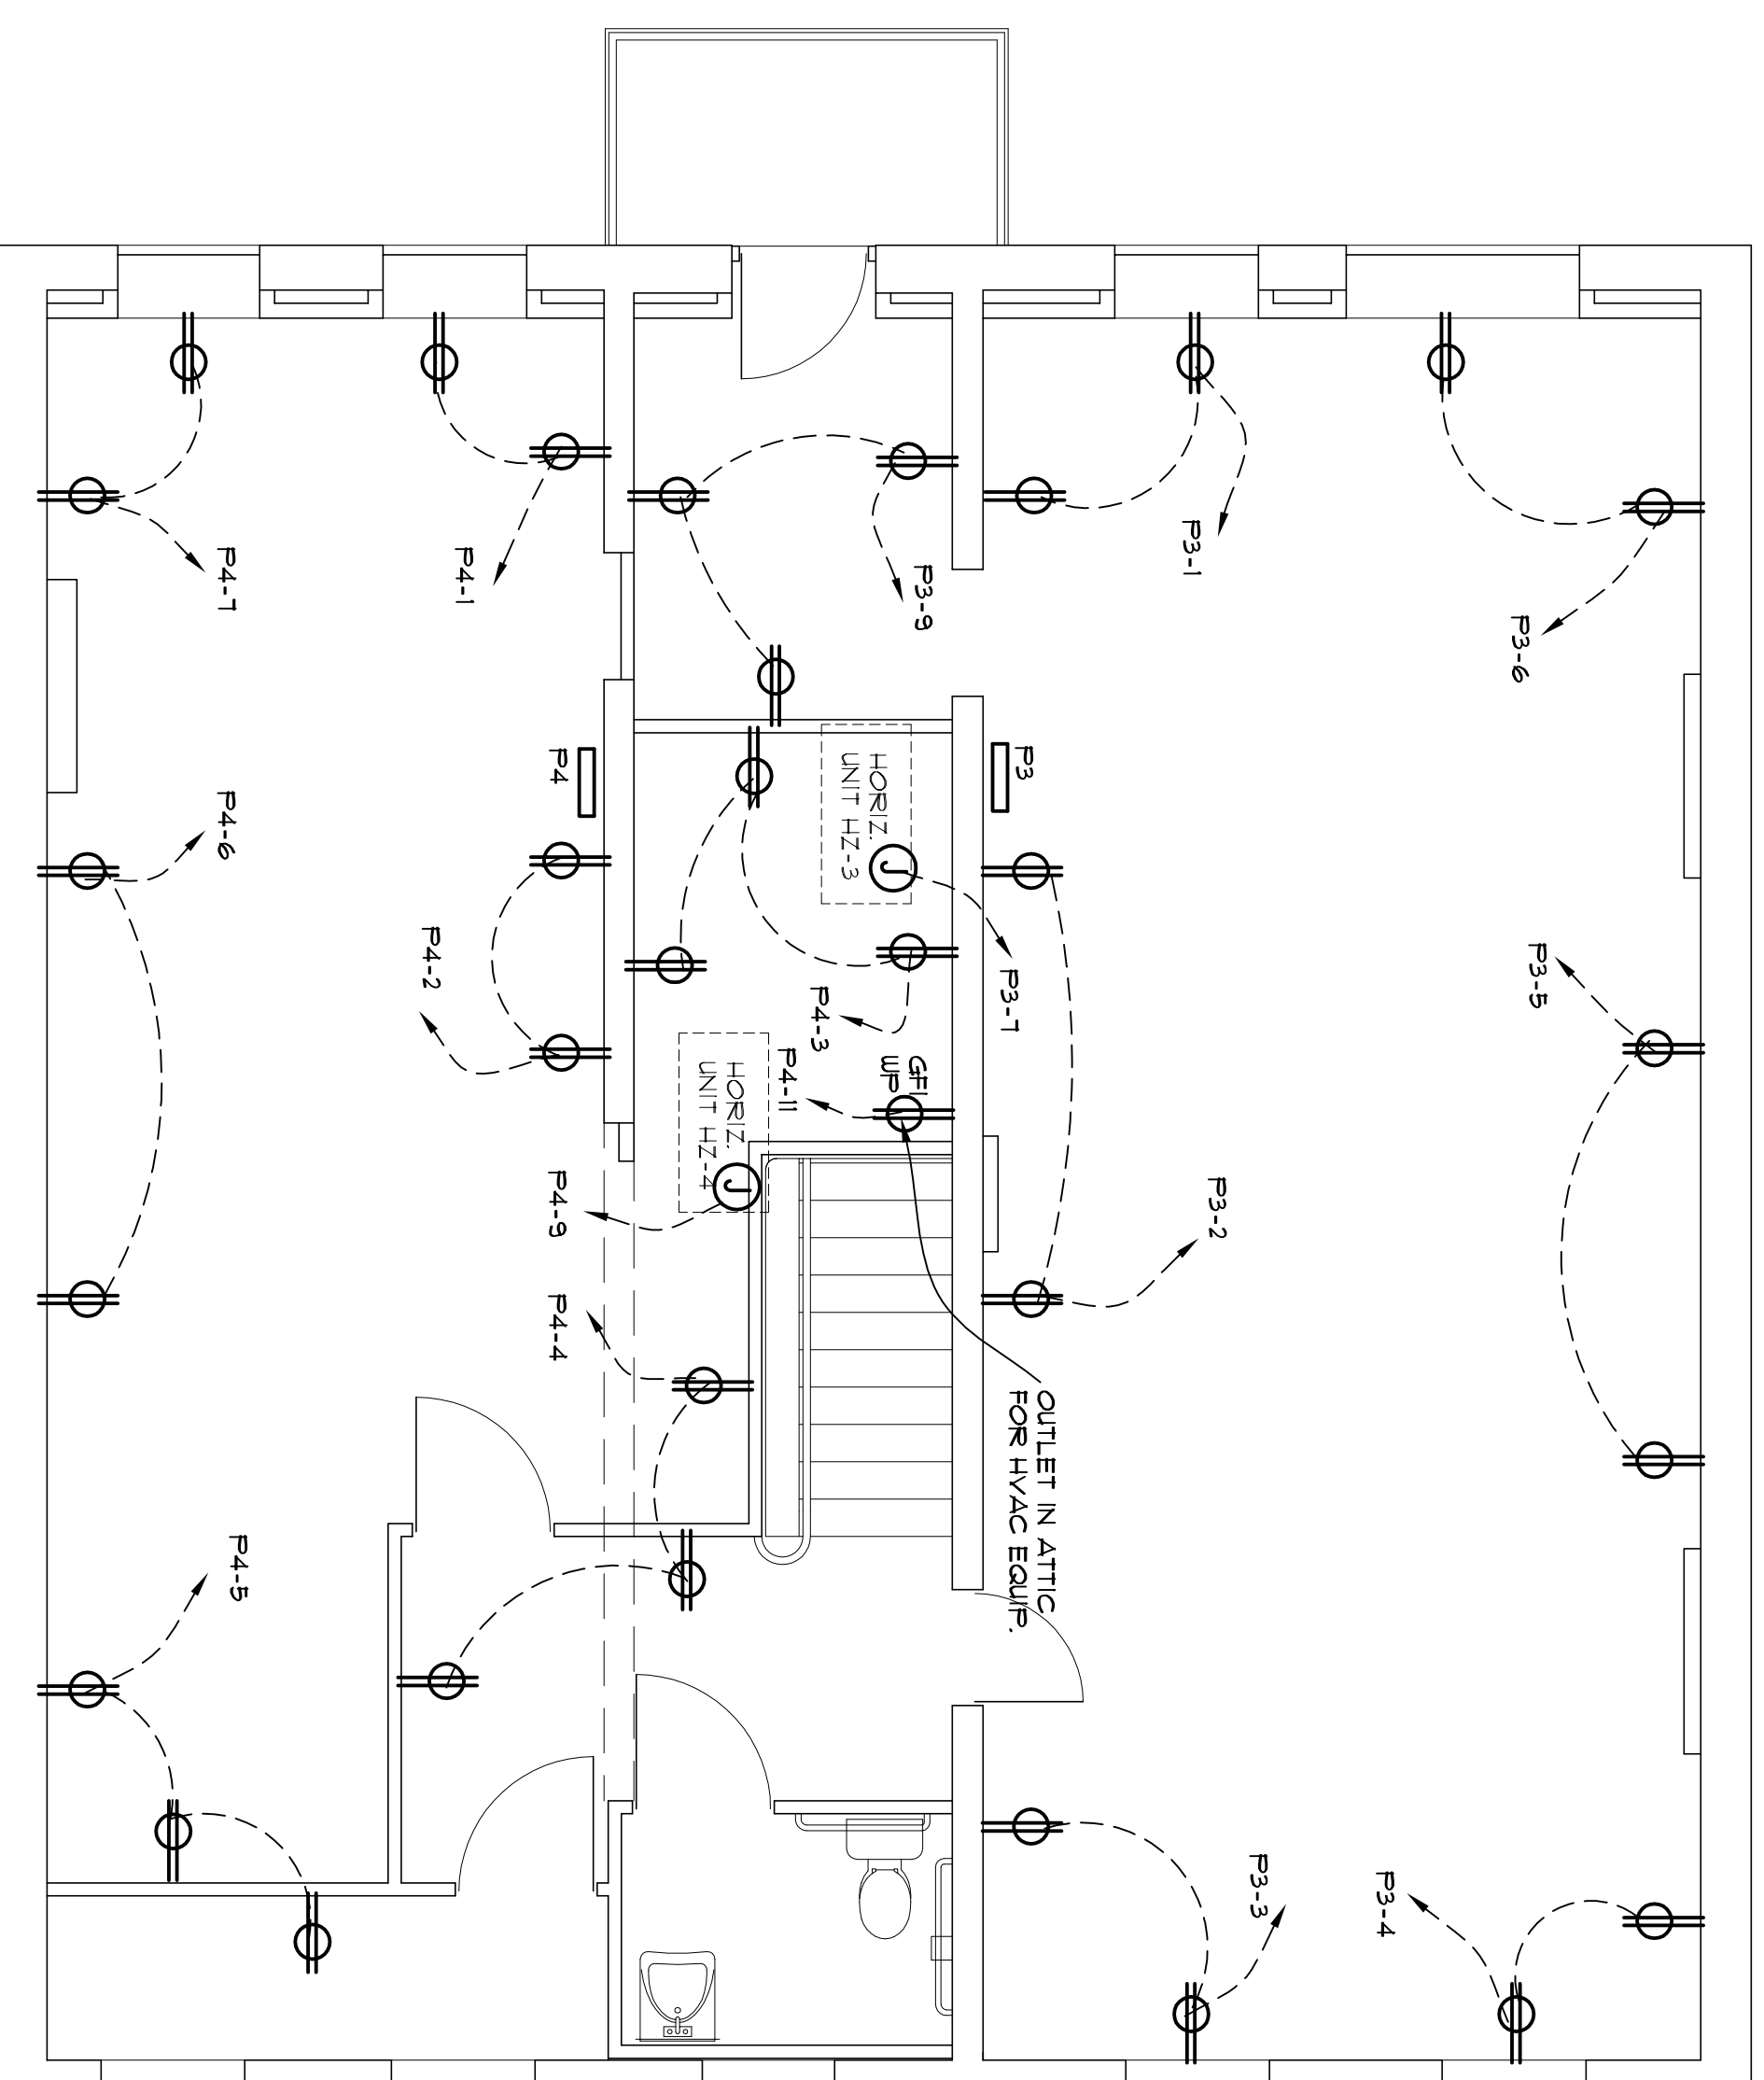 P4-7
P4-1
P3-9
P3-1
P3-6
P4
HORIZ.
UNIT HZ-3
J
P3
P4-6
P4-2
P4-3
P3-7
P3-5
GFI
WP
P4-11
HORIZ.
UNIT HZ-4
J
P4-9
P3-2
P4-4
OUTLET IN ATTIC
FOR HVAC EQUIP.
P4-5
P3-3
P3-4